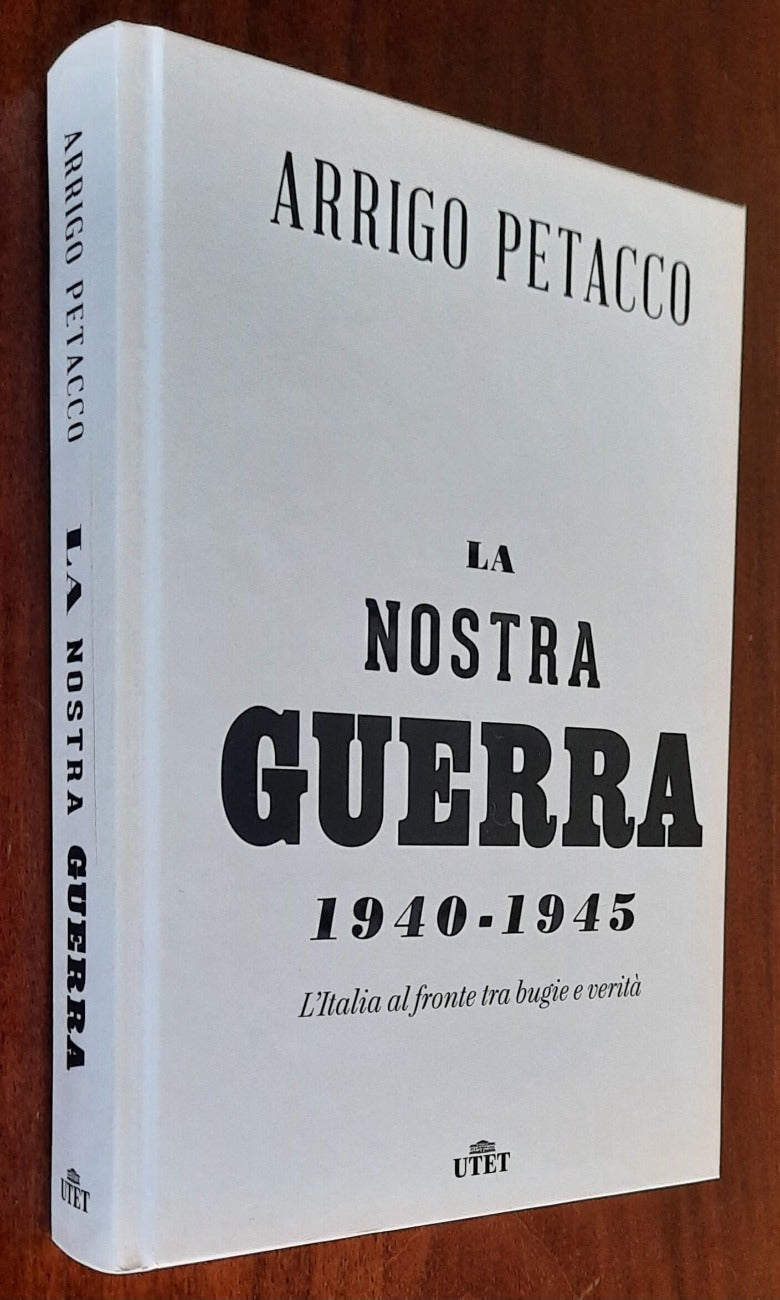 ARRIGO PETACCO
LA NOSTRA GUERRA
UTET
ARRIGO PETACCO
LA
NOSTRA
GUERRA
1940-1945
L'Italia al fronte tra bugie e verità
UTET